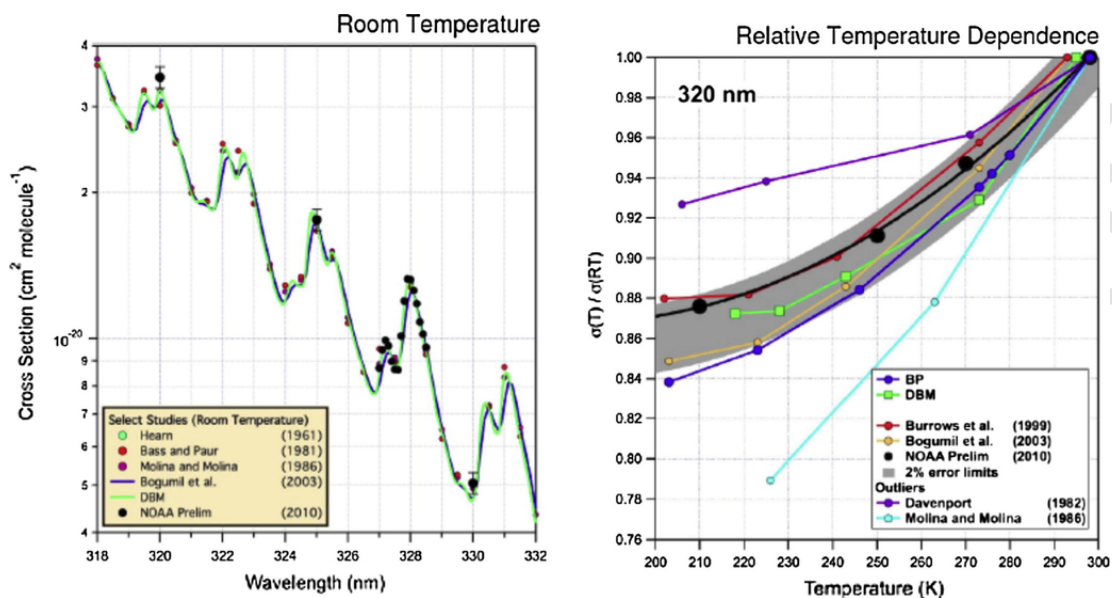 Room Temperature
4
3
2
10-20
9
8
7
6
5
4
Cross Section (cm2 molecule-1)
318 320 322 324 326 328 330 332
Wavelength (nm)
Select Studies (Room Temperature)
Hearn (1961)
Bass and Paur (1981)
Molina and Molina (1986)
Bogumil et al. (2003)
DBM
NOAA Prelim (2010)
Relative Temperature Dependence
320 nm
1.00
0.98
0.96
0.94
0.92
0.90
0.88
0.86
0.84
0.82
0.80
0.78
0.76
σ(T) / σ(RT)
200 210 220 230 240 250 260 270 280 290 300
Temperature (K)
BP
DBM
Burrows et al. (1999)
Bogumil et al. (2003)
NOAA Prelim (2010)
2% error limits
Outliers
Davenport (1982)
Molina and Molina (1986)